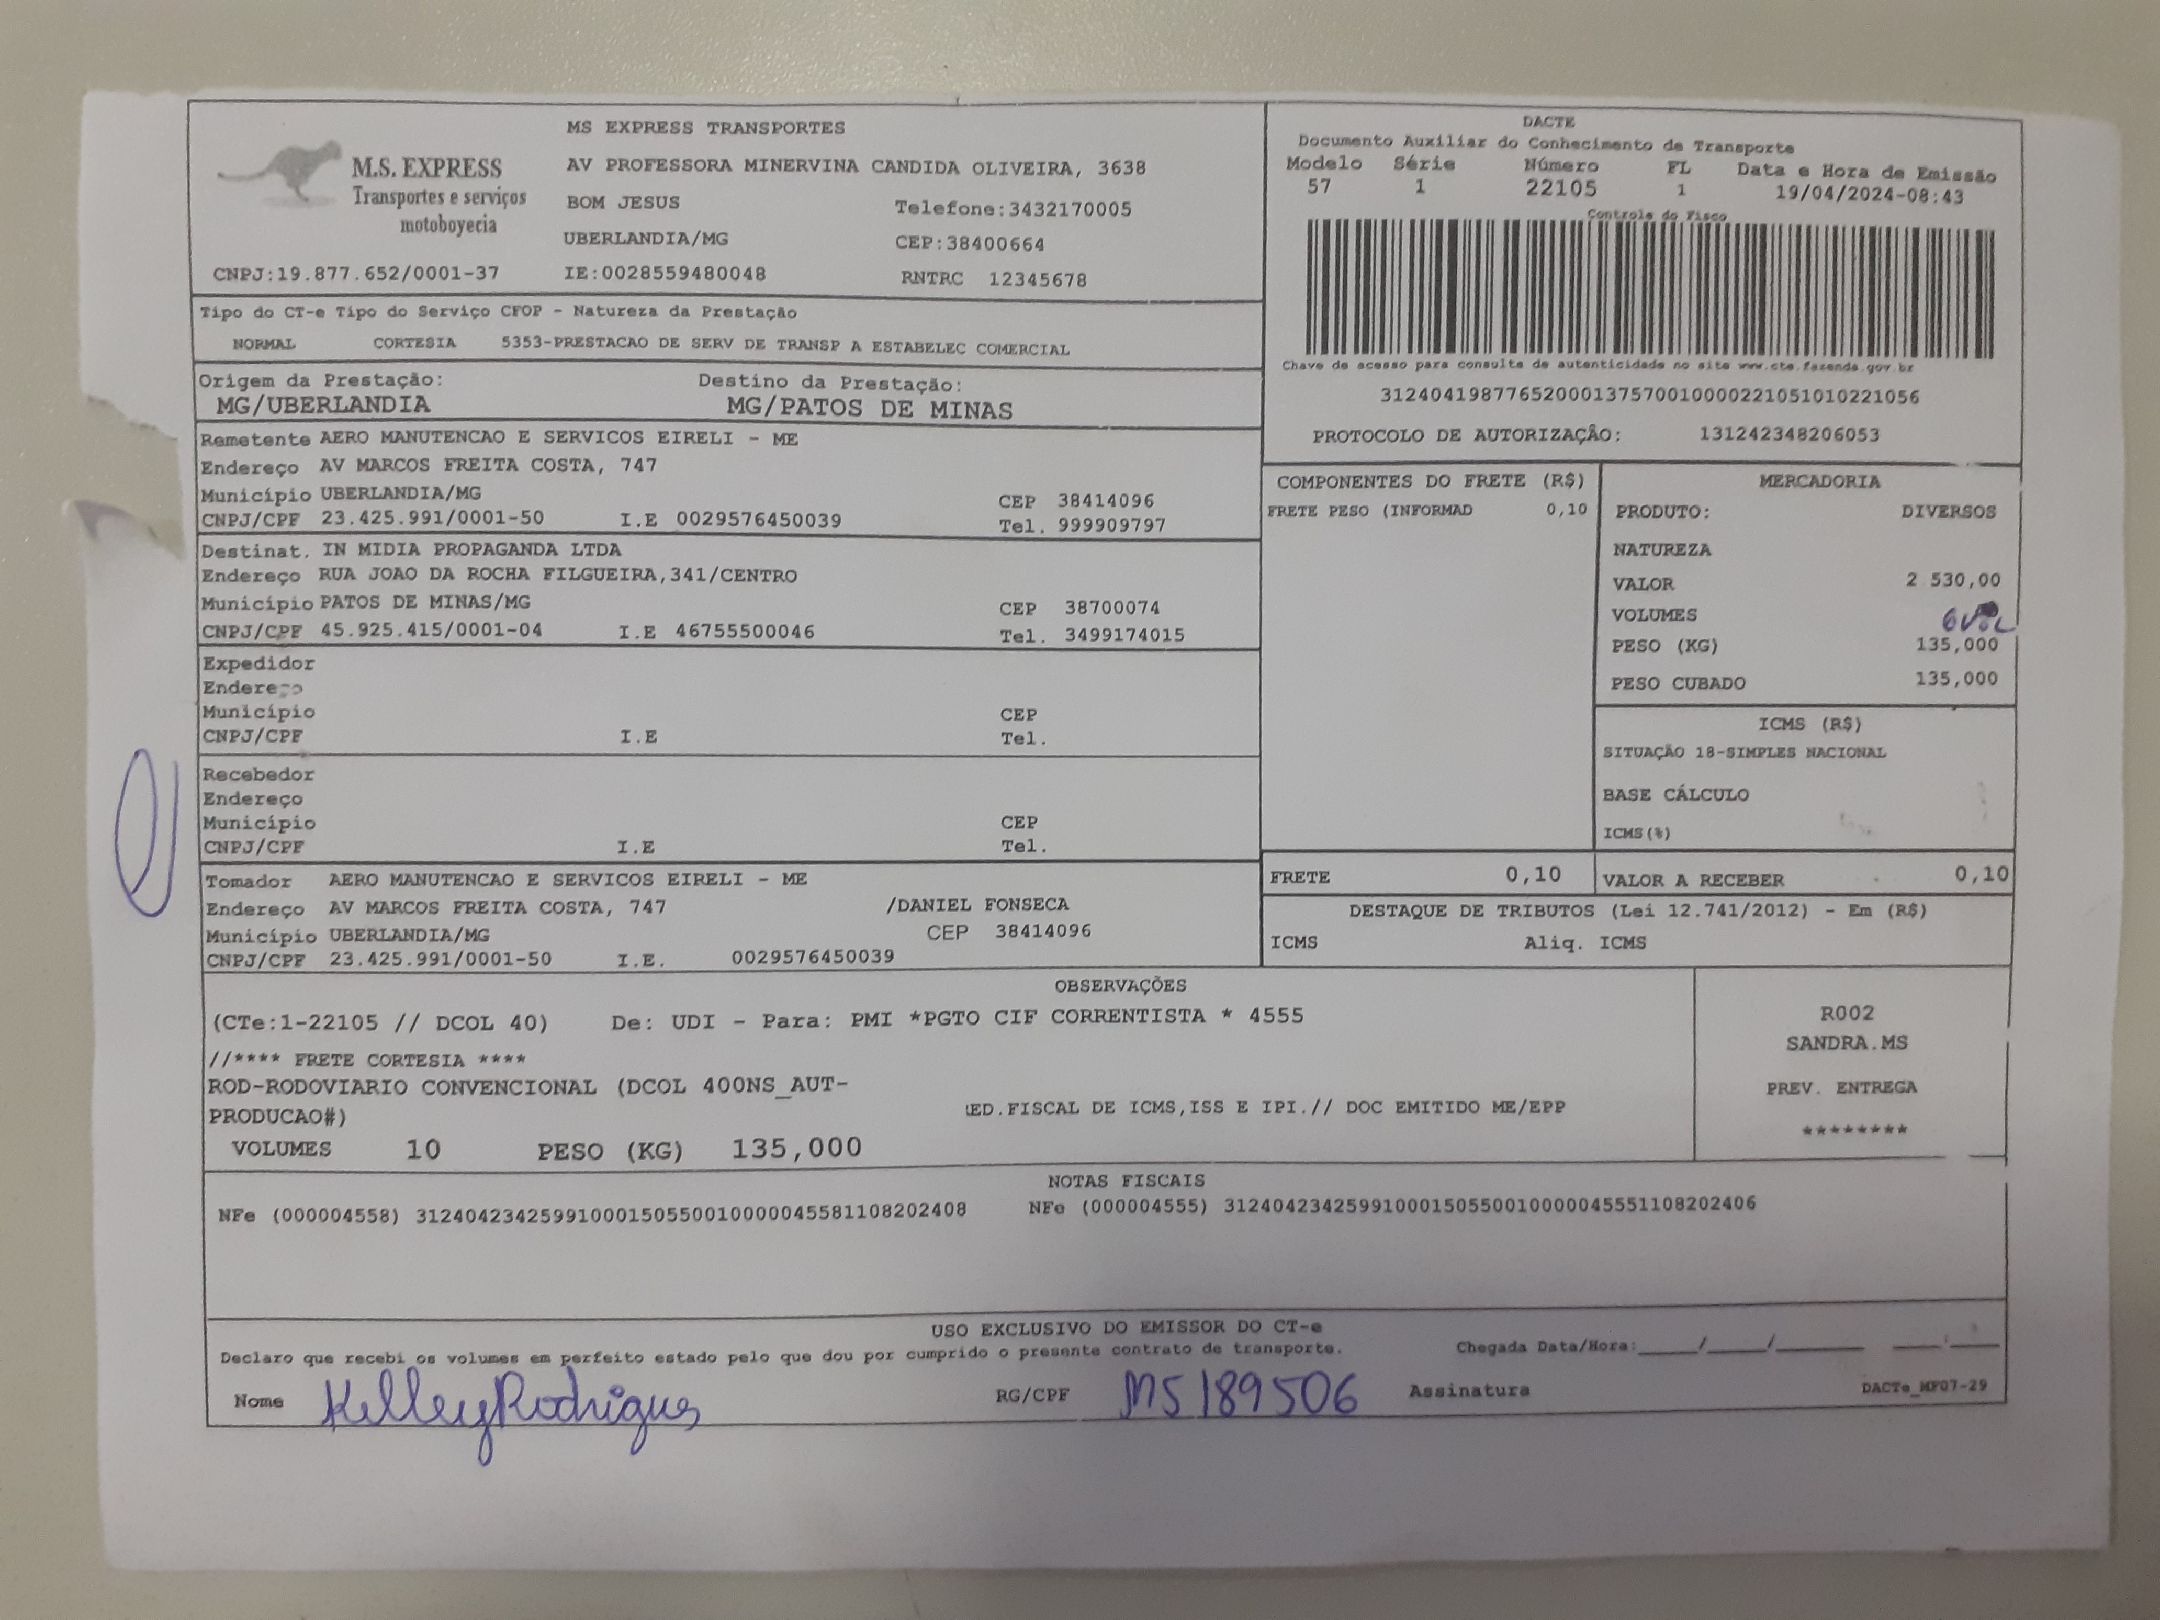 M.S. EXPRESS
Transportes e serviços
motoboyecia
CNPJ:19.877.652/0001-37
MS EXPRESS TRANSPORTES
AV PROFESSORA MINERVINA CANDIDA OLIVEIRA, 3638
BOM JESUS Telefone:3432170005
UBERLANDIA/MG CEP:38400664
IE:0028559480048 RNTRC 12345678
DACTE
Documento Auxiliar do Conhecimento de Transporte
Modelo Série Número FL Data e Hora de Emissão
57 1 22105 1 19/04/2024-08:43
Controle do Fisco
Chave de acesso para consulta de autenticidade no site www.cte.fazenda.gov.br
31240419877652000137570010000221051010221056
PROTOCOLO DE AUTORIZAÇÂO: 131242348206053
Tipo do CT-e Tipo do Serviço CFOP - Natureza da Prestação
NORMAL CORTESIA 5353-PRESTACAO DE SERV DE TRANSP A ESTABELEC COMERCIAL
Origem da Prestação: Destino da Prestação:
MG/UBERLANDIA MG/PATOS DE MINAS
Remetente AERO MANUTENCAO E SERVICOS EIRELI - ME
Endereço AV MARCOS FREITA COSTA, 747
Município UBERLANDIA/MG CEP 38414096
CNPJ/CPF 23.425.991/0001-50 I.E 0029576450039 Tel. 999909797
Destinat. IN MIDIA PROPAGANDA LTDA
Endereço RUA JOAO DA ROCHA FILGUEIRA,341/CENTRO
Município PATOS DE MINAS/MG CEP 38700074
CNPJ/CPF 45.925.415/0001-04 I.E 46755500046 Tel. 3499174015
Expedidor
Endereço
Município CEP
CNPJ/CPF I.E Tel.
Recebedor
Endereço
Município CEP
CNPJ/CPF I.E Tel.
Tomador AERO MANUTENCAO E SERVICOS EIRELI - ME
Endereço AV MARCOS FREITA COSTA, 747 /DANIEL FONSECA
Município UBERLANDIA/MG CEP 38414096
CNPJ/CPF 23.425.991/0001-50 I.E. 0029576450039
COMPONENTES DO FRETE (R$)
FRETE PESO (INFORMAD 0,10
MERCADORIA
PRODUTO: DIVERSOS
NATUREZA
VALOR 2 530,00
VOLUMES
PESO (KG) 135,000
PESO CUBADO 135,000
ICMS (R$)
SITUAÇÃO 18-SIMPLES NACIONAL
BASE CÁLCULO
ICMS(%)
FRETE 0,10 VALOR A RECEBER 0,10
DESTAQUE DE TRIBUTOS (Lei 12.741/2012) - Em (R$)
ICMS Aliq. ICMS
OBSERVAÇÕES
(CTe:1-22105 // DCOL 40) De: UDI - Para: PMI *PGTO CIF CORRENTISTA * 4555
//**** FRETE CORTESIA ****
ROD-RODOVIARIO CONVENCIONAL (DCOL 40ONS_AUT-
PRODUCAO#) ED.FISCAL DE ICMS,ISS E IPI.// DOC EMITIDO ME/EPP
VOLUMES 10 PESO (KG) 135,000
R002
SANDRA.MS
PREV. ENTREGA
********
NOTAS FISCAIS
NFe (000004558) 31240423425991000150550010000045581108202408 NFe (000004555) 31240423425991000150550010000045551108202406
USO EXCLUSIVO DO EMISSOR DO CT-e
Declaro que recebi os volumes em perfeito estado pelo que dou por cumprido o presente contrato de transporte. Chegada Data/Hora:_____/_____/_______ ____:____
Nome Kelley Rodrigues RG/CPF M5189506 Assinatura DACTe_MF07-29